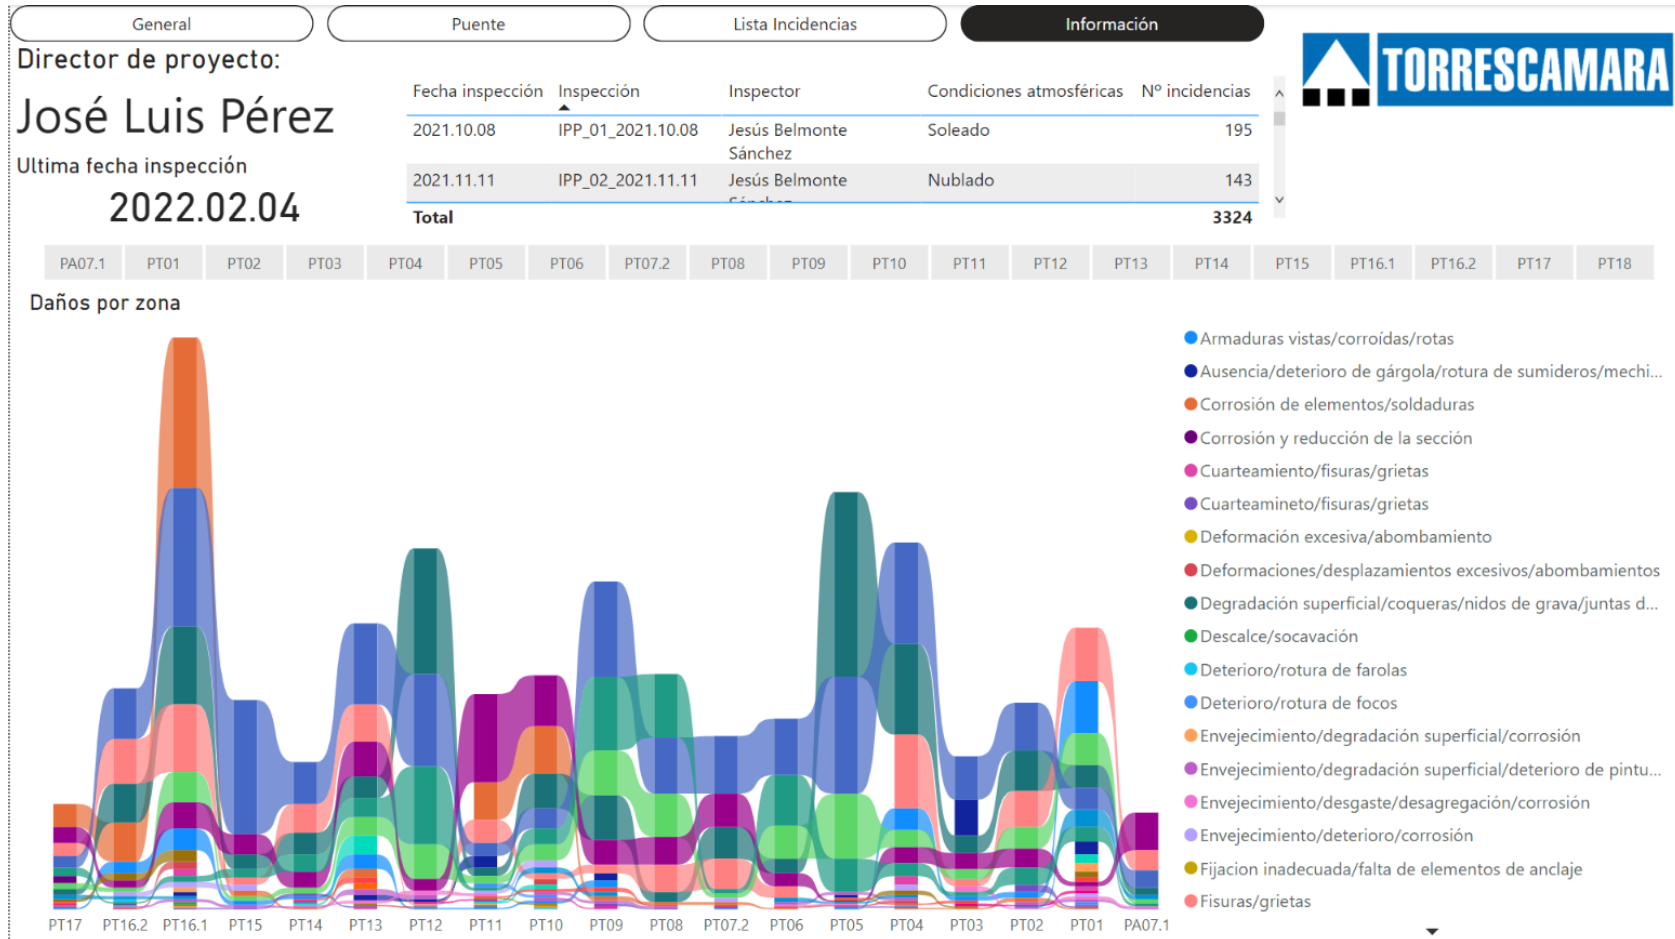 General
Puente
Lista Incidencias
Información
Director de proyecto:
José Luis Pérez
Ultima fecha inspección
2022.02.04
Fecha inspección Inspección Inspector Condiciones atmosféricas Nº incidencias
2021.10.08 IPP_01_2021.10.08 Jesús Belmonte Soleado 195
Sánchez
2021.11.11 IPP_02_2021.11.11 Jesús Belmonte Nublado 143
Total 3324
TORRESCAMARA
PA07.1 PT01 PT02 PT03 PT04 PT05 PT06 PT07.2 PT08 PT09 PT10 PT11 PT12 PT13 PT14 PT15 PT16.1 PT16.2 PT17 PT18
Daños por zona
Armaduras vistas/corroídas/rotas
Ausencia/deterioro de gárgola/rotura de sumideros/mechi...
Corrosión de elementos/soldaduras
Corrosión y reducción de la sección
Cuarteamiento/fisuras/grietas
Cuarteamineto/fisuras/grietas
Deformación excesiva/abombamiento
Deformaciones/desplazamientos excesivos/abombamientos
Degradación superficial/coqueras/nidos de grava/juntas d...
Descalce/socavación
Deterioro/rotura de farolas
Deterioro/rotura de focos
Envejecimiento/degradación superficial/corrosión
Envejecimiento/degradación superficial/deterioro de pintu...
Envejecimiento/desgaste/desagregación/corrosión
Envejecimiento/deterioro/corrosión
Fijacion inadecuada/falta de elementos de anclaje
Fisuras/grietas
PT17 PT16.2 PT16.1 PT15 PT14 PT13 PT12 PT11 PT10 PT09 PT08 PT07.2 PT06 PT05 PT04 PT03 PT02 PT01 PA07.1